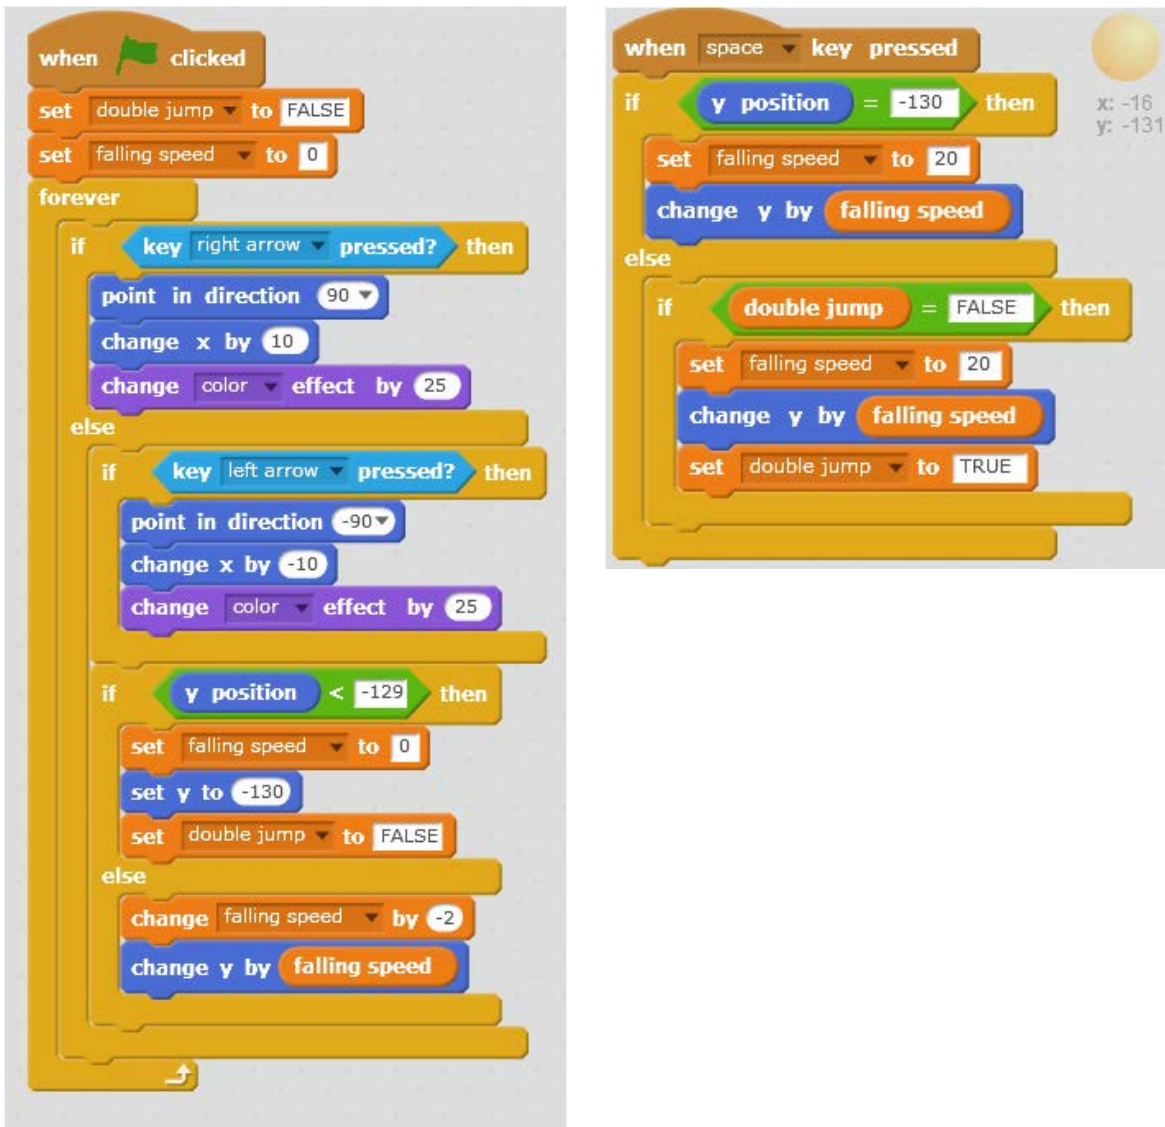 when clicked
set double jump to FALSE
set falling speed to 0
forever
if key right arrow pressed? then
point in direction 90
change x by 10
change color effect by 25
else
if key left arrow pressed? then
point in direction -90
change x by -10
change color effect by 25
if y position < -129 then
set falling speed to 0
set y to -130
set double jump to FALSE
else
change falling speed by -2
change y by falling speed
when space key pressed
if y position = -130 then
set falling speed to 20
change y by falling speed
else
if double jump = FALSE then
set falling speed to 20
change y by falling speed
set double jump to TRUE
x: -16
y: -131